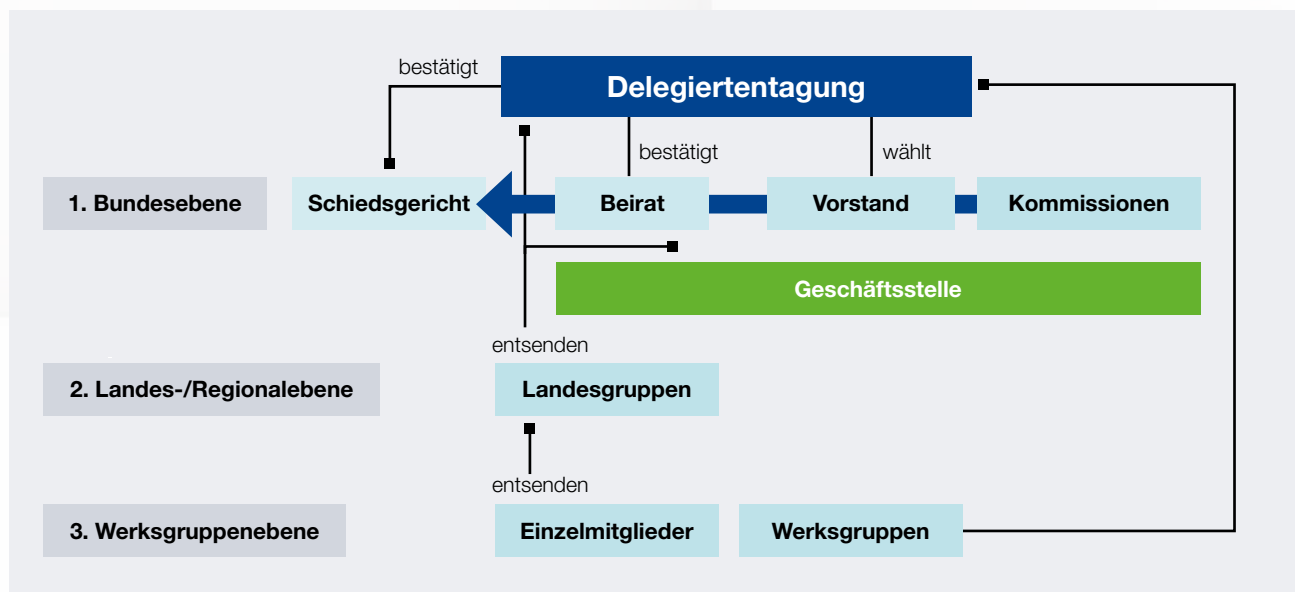 bestätigt
Delegiertentagung
bestätigt
wählt
1. Bundesebene
Schiedsgericht
Beirat
Vorstand
Kommissionen
Geschäftsstelle
entsenden
2. Landes-/Regionalebene
Landesgruppen
entsenden
3. Werksgruppenebene
Einzelmitglieder
Werksgruppen